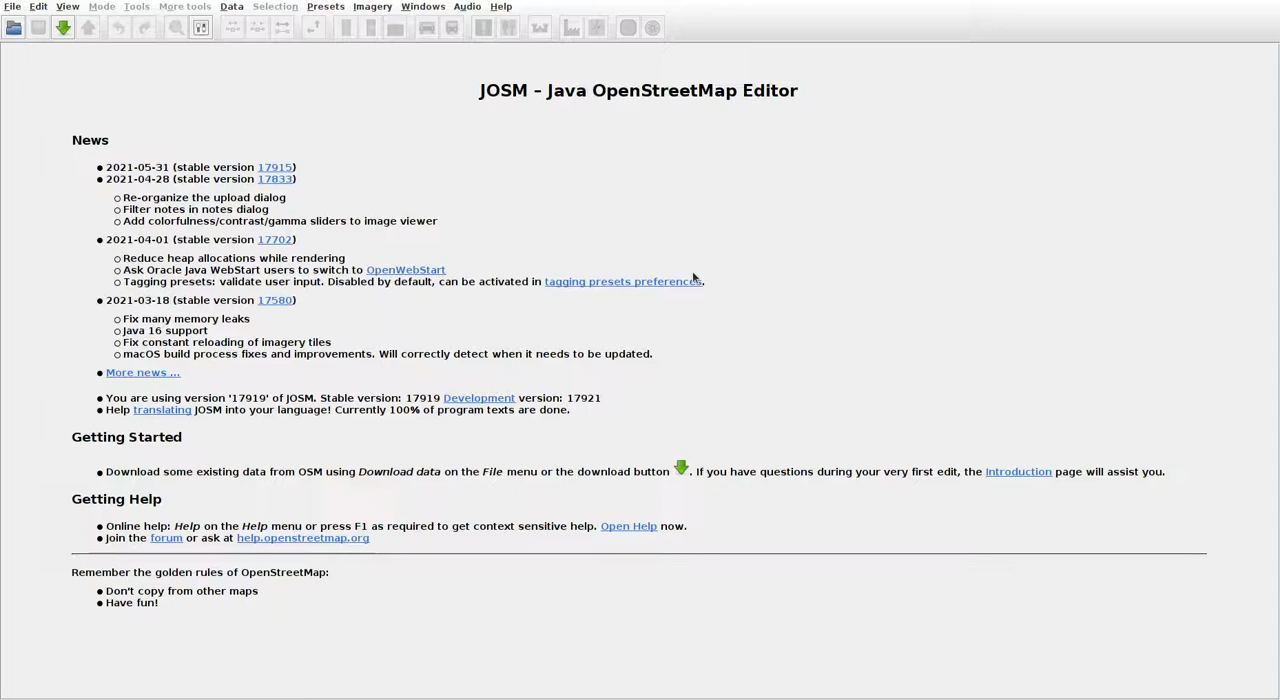 File Edit View Mode Tools More tools Data Selection Presets Imagery Windows Audio Help
JOSM – Java OpenStreetMap Editor
News
● 2021-05-31 (stable version 17915)
● 2021-04-28 (stable version 17833)
○ Re-organize the upload dialog
○ Filter notes in notes dialog
○ Add colorfulness/contrast/gamma sliders to image viewer
● 2021-04-01 (stable version 17702)
○ Reduce heap allocations while rendering
○ Ask Oracle Java WebStart users to switch to OpenWebStart
○ Tagging presets: validate user input. Disabled by default, can be activated in tagging presets preferences.
● 2021-03-18 (stable version 17580)
○ Fix many memory leaks
○ Java 16 support
○ Fix constant reloading of imagery tiles
○ macOS build process fixes and improvements. Will correctly detect when it needs to be updated.
● More news ...
● You are using version '17919' of JOSM. Stable version: 17919 Development version: 17921
● Help translating JOSM into your language! Currently 100% of program texts are done.
Getting Started
● Download some existing data from OSM using Download data on the File menu or the download button . If you have questions during your very first edit, the Introduction page will assist you.
Getting Help
● Online help: Help on the Help menu or press F1 as required to get context sensitive help. Open Help now.
● Join the forum or ask at help.openstreetmap.org
Remember the golden rules of OpenStreetMap:
● Don't copy from other maps
● Have fun!